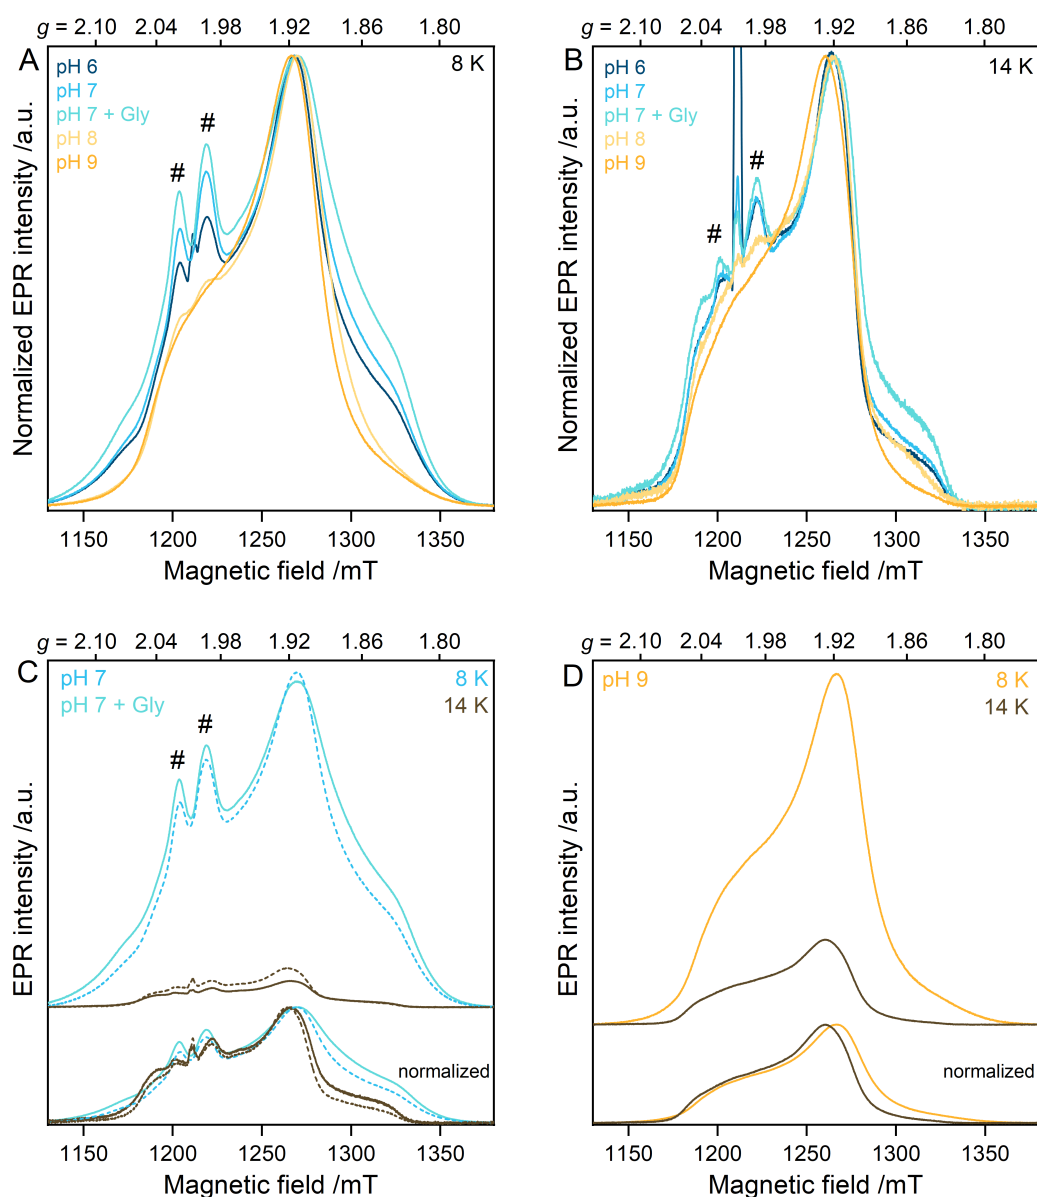 g = 2.10 2.04 1.98 1.92 1.86 1.80
A
8 K
pH 6
pH 7
pH 7 + Gly
pH 8
pH 9
#
#
Normalized EPR intensity /a.u.
1150 1200 1250 1300 1350
Magnetic field /mT
g = 2.10 2.04 1.98 1.92 1.86 1.80
B
14 K
pH 6
pH 7
pH 7 + Gly
pH 8
pH 9
#
#
Normalized EPR intensity /a.u.
1150 1200 1250 1300 1350
Magnetic field /mT
g = 2.10 2.04 1.98 1.92 1.86 1.80
C
pH 7 8 K
pH 7 + Gly 14 K
#
#
normalized
EPR intensity /a.u.
1150 1200 1250 1300 1350
Magnetic field /mT
g = 2.10 2.04 1.98 1.92 1.86 1.80
D
pH 9 8 K
14 K
normalized
EPR intensity /a.u.
1150 1200 1250 1300 1350
Magnetic field /mT